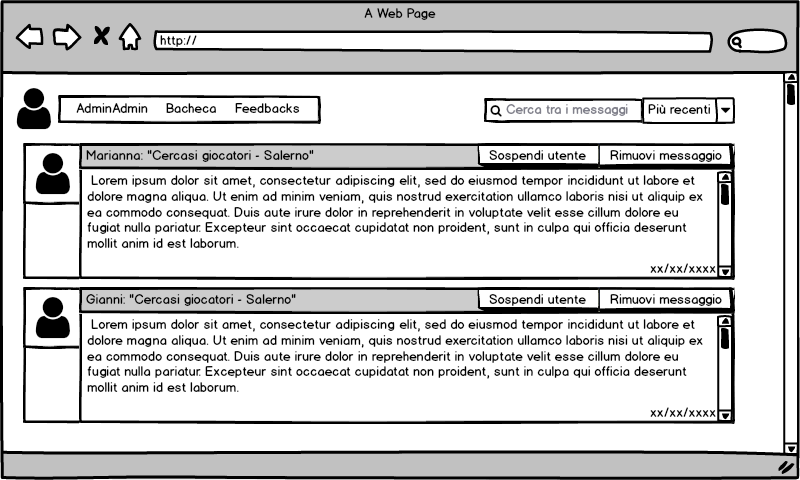 A Web Page
http://
AdminAdmin Bacheca Feedbacks
Cerca tra i messaggi
Più recenti
Marianna: "Cercasi giocatori - Salerno"
Sospendi utente
Rimuovi messaggio
Lorem ipsum dolor sit amet, consectetur adipiscing elit, sed do eiusmod tempor incididunt ut labore et
dolore magna aliqua. Ut enim ad minim veniam, quis nostrud exercitation ullamco laboris nisi ut aliquip ex
ea commodo consequat. Duis aute irure dolor in reprehenderit in voluptate velit esse cillum dolore eu
fugiat nulla pariatur. Excepteur sint occaecat cupidatat non proident, sunt in culpa qui officia deserunt
mollit anim id est laborum.
xx/xx/xxxx
Gianni: "Cercasi giocatori - Salerno"
Sospendi utente
Rimuovi messaggio
Lorem ipsum dolor sit amet, consectetur adipiscing elit, sed do eiusmod tempor incididunt ut labore et
dolore magna aliqua. Ut enim ad minim veniam, quis nostrud exercitation ullamco laboris nisi ut aliquip ex
ea commodo consequat. Duis aute irure dolor in reprehenderit in voluptate velit esse cillum dolore eu
fugiat nulla pariatur. Excepteur sint occaecat cupidatat non proident, sunt in culpa qui officia deserunt
mollit anim id est laborum.
xx/xx/xxxx